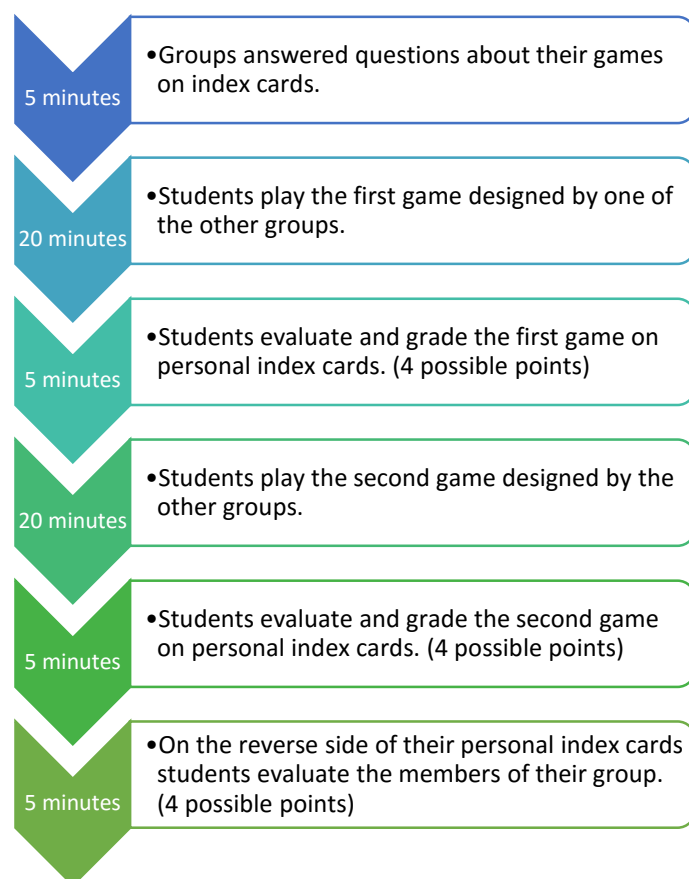 5 minutes
•Groups answered questions about their games
on index cards.
20 minutes
•Students play the first game designed by one of
the other groups.
5 minutes
•Students evaluate and grade the first game on
personal index cards. (4 possible points)
20 minutes
•Students play the second game designed by the
other groups.
5 minutes
•Students evaluate and grade the second game
on personal index cards. (4 possible points)
5 minutes
•On the reverse side of their personal index cards
students evaluate the members of their group.
(4 possible points)